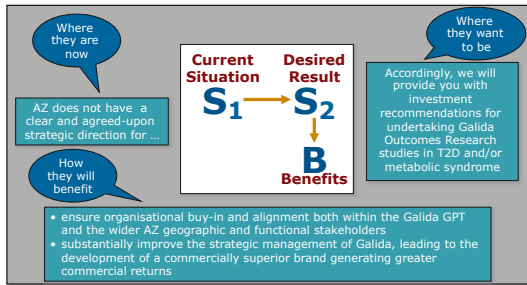 Where
they are
now
AZ does not have a
clear and agreed-upon
strategic direction for …
Current
Situation
Desired
Result
S1
S2
B
Benefits
Where
they want
to be
Accordingly, we will
provide you with
investment
recommendations for
undertaking Galida
Outcomes Research
studies in T2D and/or
metabolic syndrome
How
they will
benefit
• ensure organisational buy-in and alignment both within the Galida GPT
and the wider AZ geographic and functional stakeholders
• substantially improve the strategic management of Galida, leading to the
development of a commercially superior brand generating greater
commercial returns